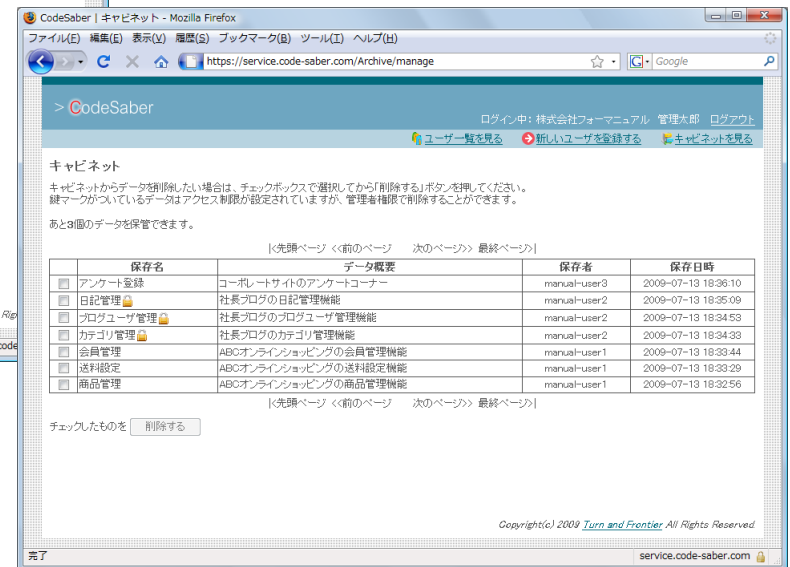 CodeSaber | キャビネット - Mozilla Firefox
ファイル(F) 編集(E) 表示(V) 履歴(S) ブックマーク(B) ツール(T) ヘルプ(H)
https://service.code-saber.com/Archive/manage
Google
>CodeSaber
ログイン中: 株式会社フォーマニュアル 管理太郎 ログアウト
ユーザ一覧を見る 新しいユーザを登録する キャビネットを見る
キャビネット
キャビネットからデータを削除したい場合は、チェックボックスで選択してから「削除する」ボタンを押してください。
鍵マークがついているデータはアクセス制限が設定されていますが、管理者権限で削除することができます。
あと3個のデータを保管できます。
|<先頭ページ <<前のページ 次のページ>> 最終ページ>|
保存名 データ概要 保存者 保存日時
アンケート登録 コーポレートサイトのアンケートコーナー manual-user3 2009-07-13 18:36:10
日記管理 社長ブログの日記管理機能 manual-user2 2009-07-13 18:35:09
ブログユーザ管理 社長ブログのブログユーザ管理機能 manual-user2 2009-07-13 18:34:53
カテゴリ管理 社長ブログのカテゴリ管理機能 manual-user2 2009-07-13 18:34:33
会員管理 ABCオンラインショッピングの会員管理機能 manual-user1 2009-07-13 18:33:44
送料設定 ABCオンラインショッピングの送料設定機能 manual-user1 2009-07-13 18:33:29
商品管理 ABCオンラインショッピングの商品管理機能 manual-user1 2009-07-13 18:32:56
|<先頭ページ <<前のページ 次のページ>> 最終ページ>|
チェックしたものを 削除する
Copyright(c) 2009 Turn and Frontier All Rights Reserved.
完了 service.code-saber.com